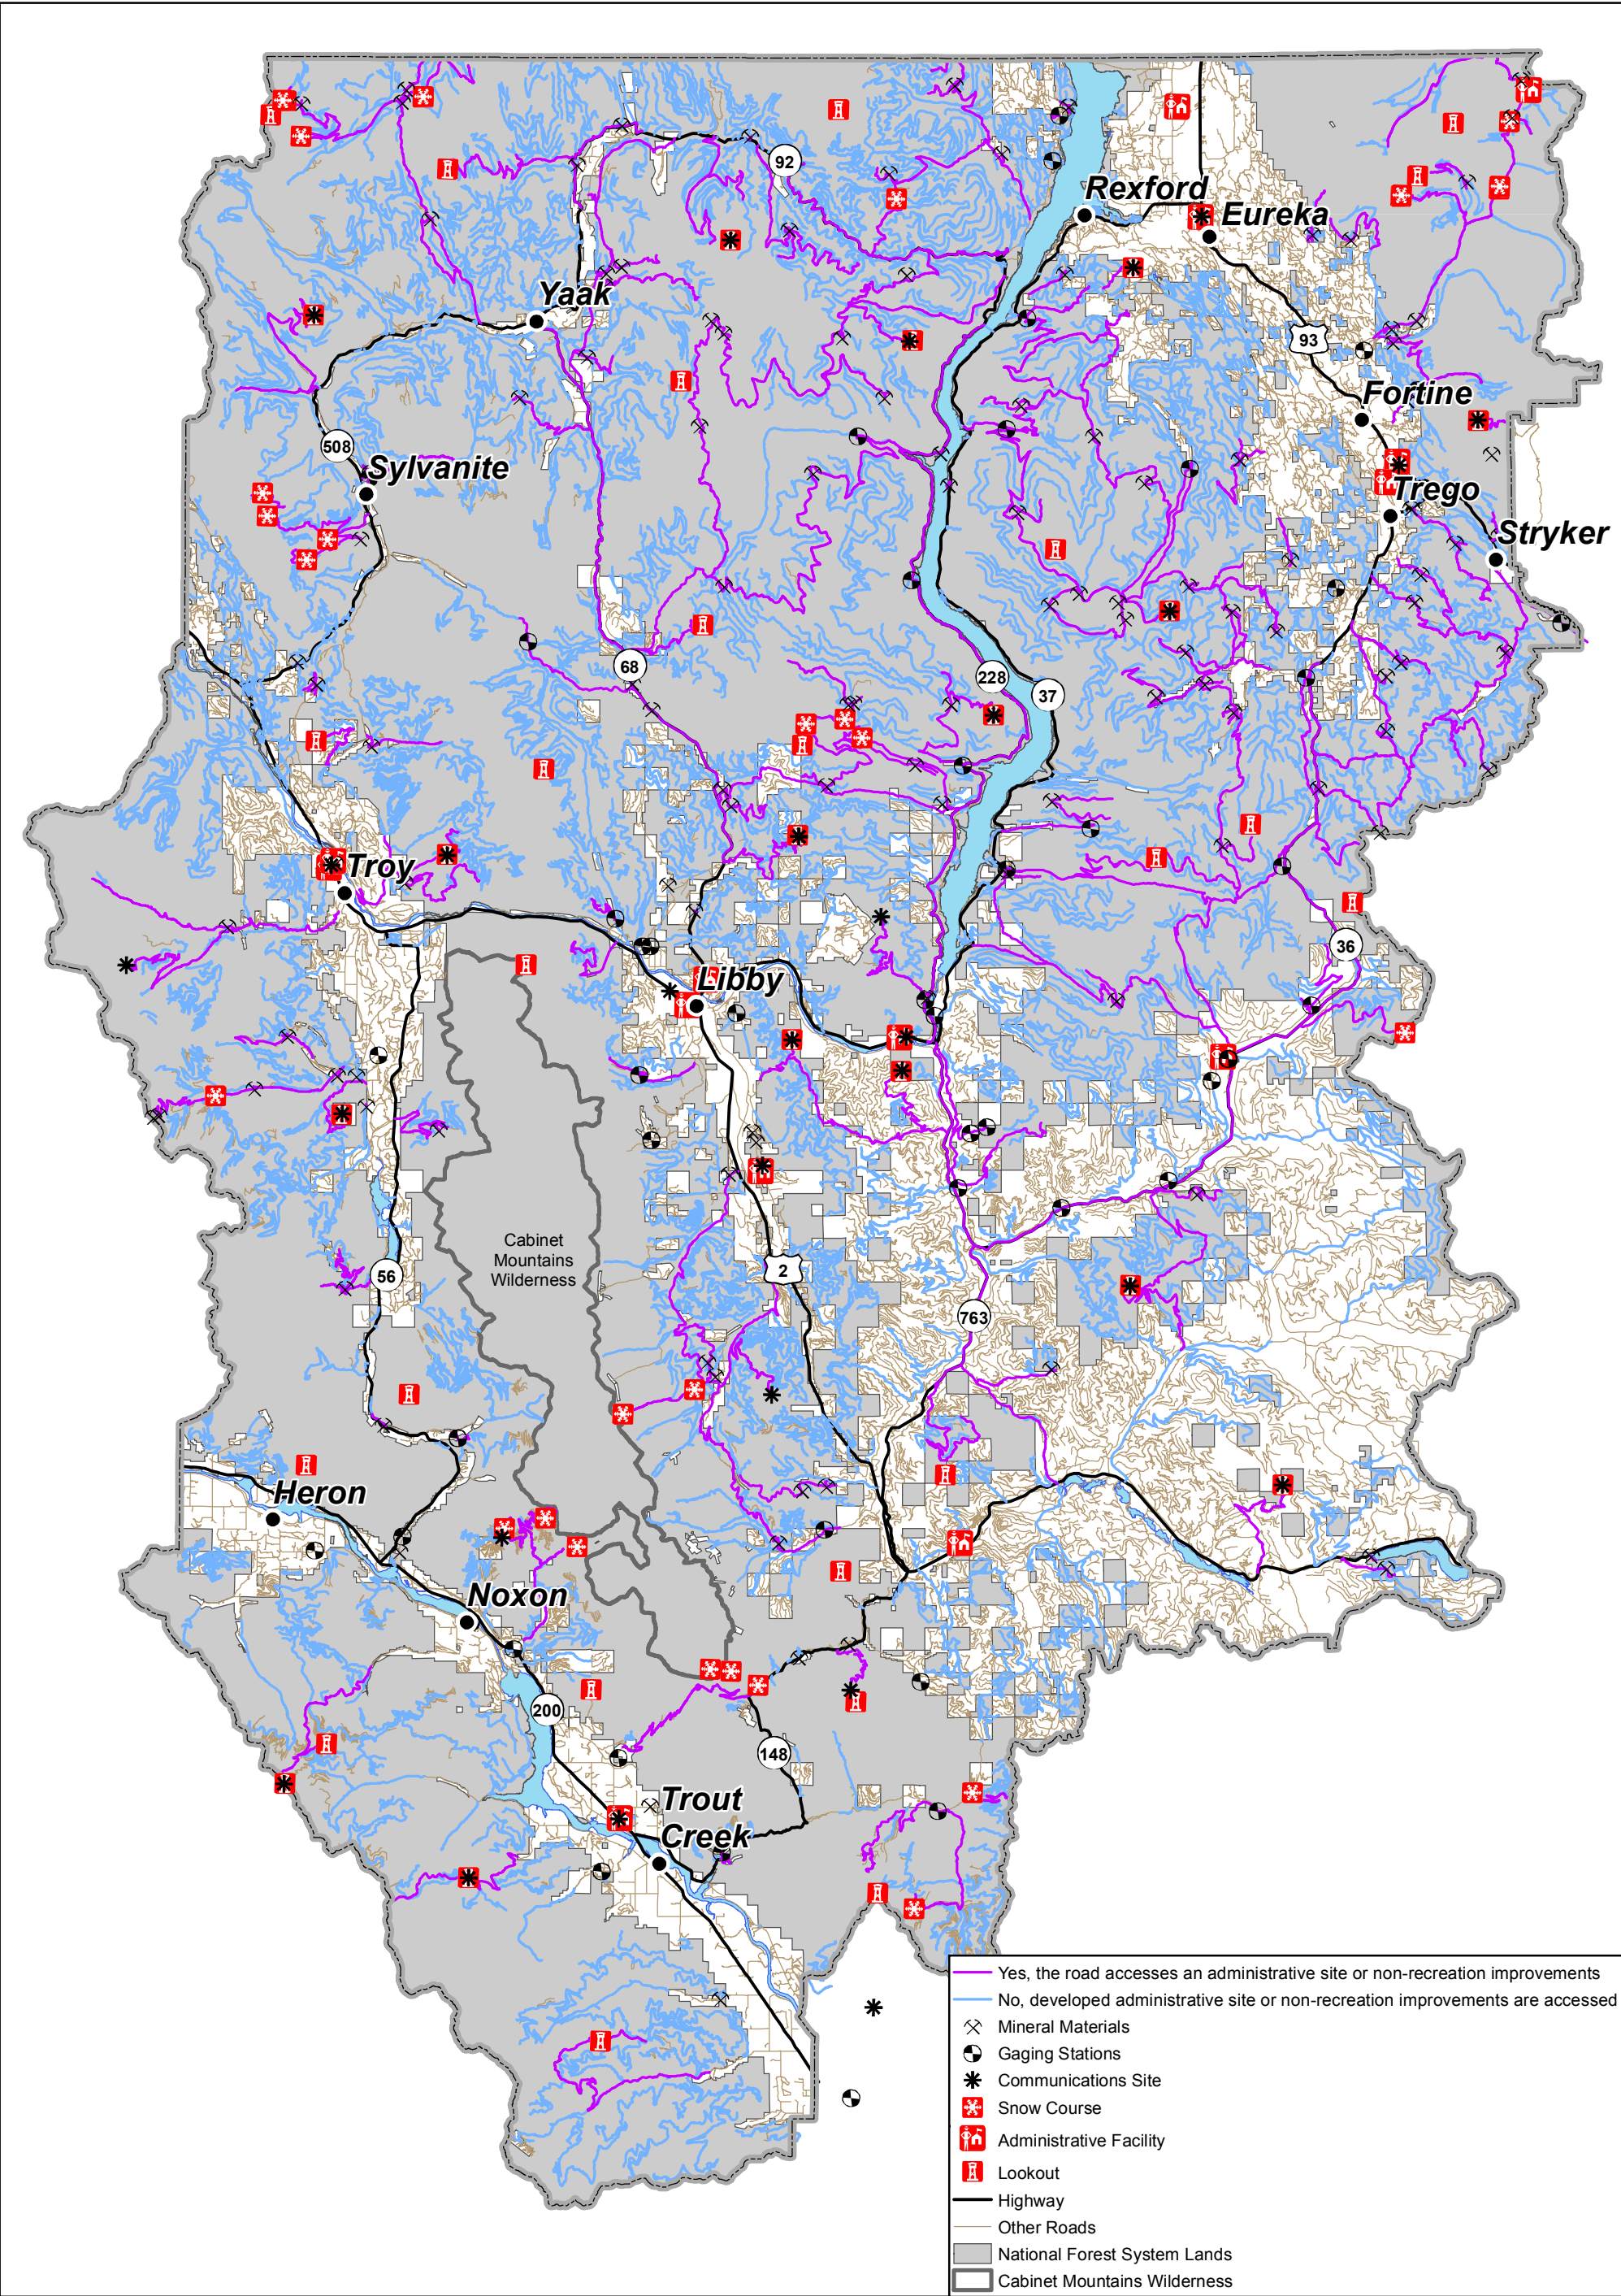 92
Rexford
Eureka
Yaak
93
Fortine
508
Sylvanite
Trego
Stryker
68
228
37
Troy
36
Libby
Cabinet
Mountains
Wilderness
2
56
763
Heron
Noxon
200
148
Trout
Creek
Yes, the road accesses an administrative site or non-recreation improvements
No, developed administrative site or non-recreation improvements are accessed
Mineral Materials
Gaging Stations
Communications Site
Snow Course
Administrative Facility
Lookout
Highway
Other Roads
National Forest System Lands
Cabinet Mountains Wilderness